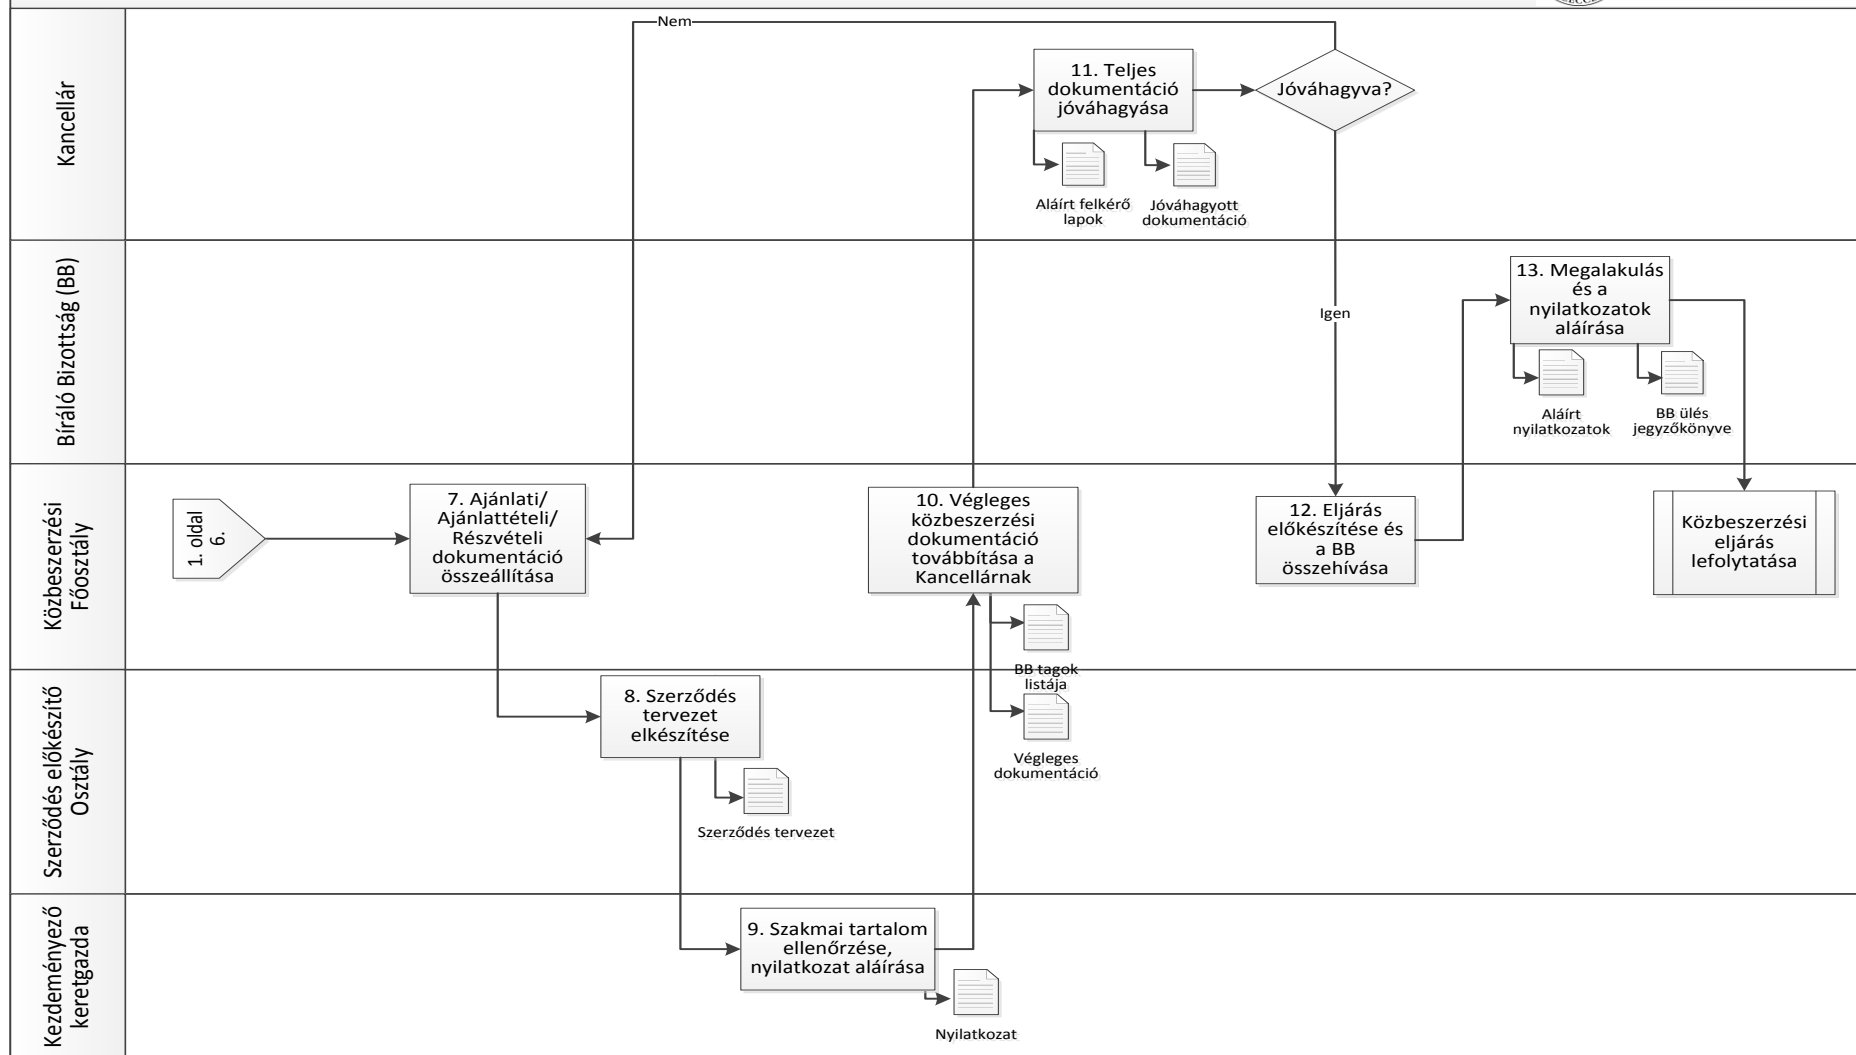 Nem
Kancellár
11. Teljes
dokumentáció
jóváhagyása
Jóváhagyva?
Aláírt felkérő
lapok
Jóváhagyott
dokumentáció
Bíráló Bizottság (BB)
Igen
13. Megalakulás
és a
nyilatkozatok
aláírása
Aláírt
nyilatkozatok
BB ülés
jegyzőkönyve
Közbeszerzési
Főosztály
1. oldal
6.
7. Ajánlati/
Ajánlattételi/
Részvételi
dokumentáció
összeállítása
10. Végleges
közbeszerzési
dokumentáció
továbbítása a
Kancellárnak
12. Eljárás
előkészítése és
a BB
összehívása
Közbeszerzési
eljárás
lefolytatása
BB tagok
listája
Szerződés előkészítő
Osztály
8. Szerződés
tervezet
elkészítése
Végleges
dokumentáció
Szerződés tervezet
Kezdeményező
keretgazda
9. Szakmai tartalom
ellenőrzése,
nyilatkozat aláírása
Nyilatkozat